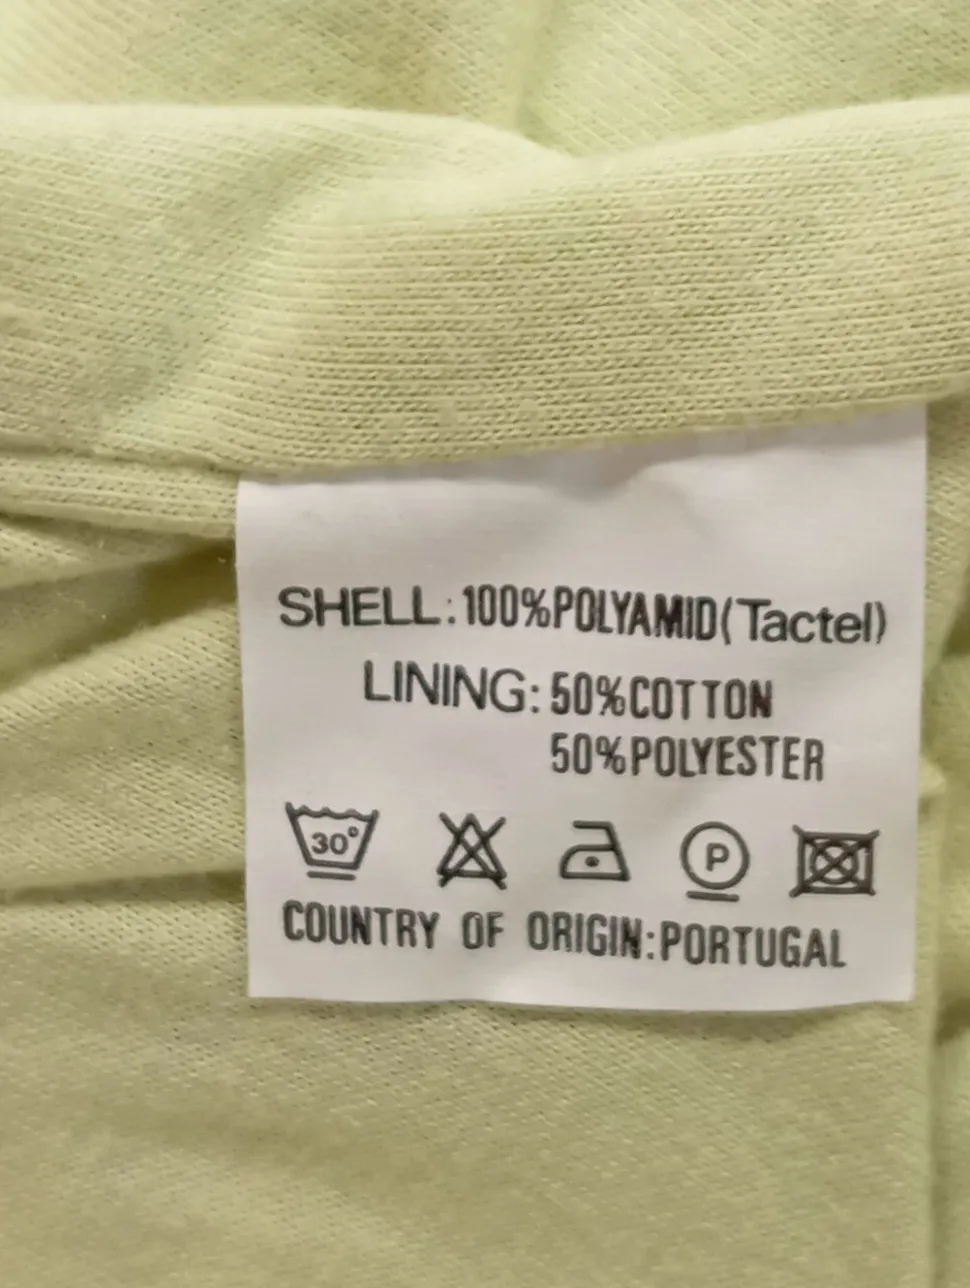 SHELL:100%POLYAMID(Tactel)
LINING:50%COTTON
50%POLYESTER
30° P
COUNTRY OF ORIGIN:PORTUGAL